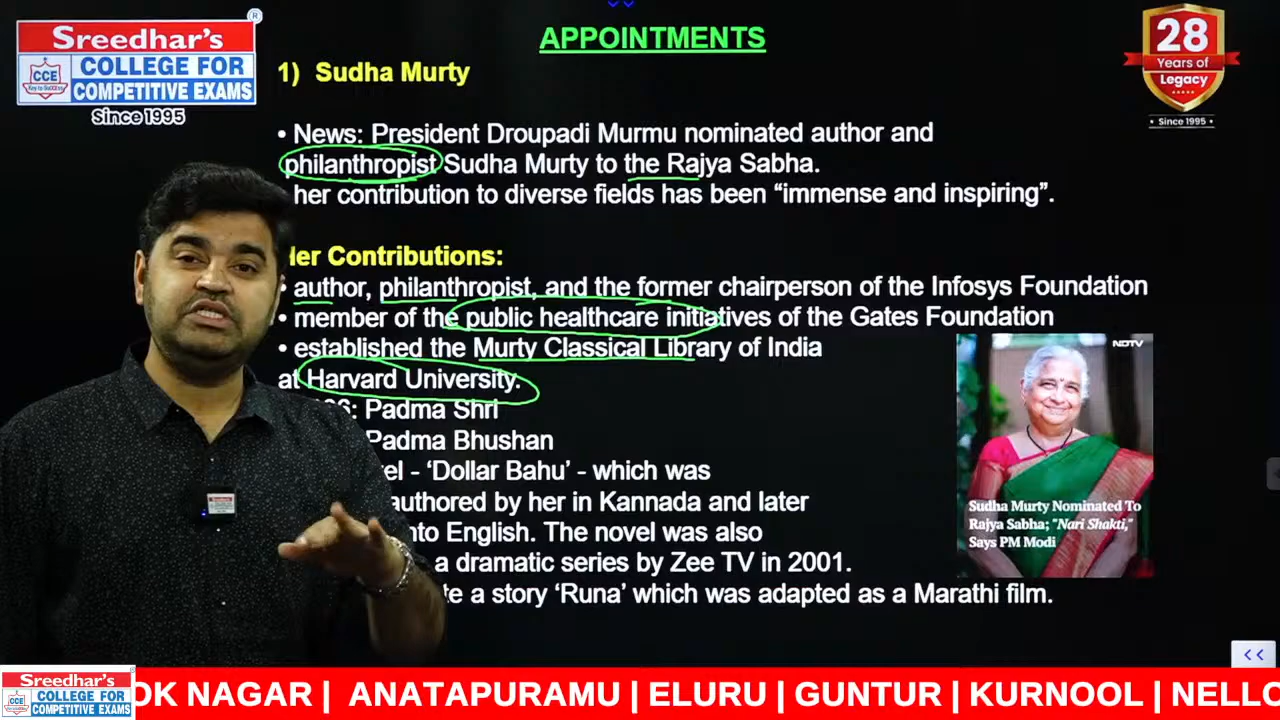 Sreedhar's
CCE
Key to SuCCEss
COLLEGE FOR
COMPETITIVE EXAMS
Since 1995
®
APPOINTMENTS
28
Years of
Legacy
• Since 1995 •
1) Sudha Murty
• News: President Droupadi Murmu nominated author and
philanthropist Sudha Murty to the Rajya Sabha.
her contribution to diverse fields has been “immense and inspiring”.
Contributions:
• author, philanthropist, and the former chairperson of the Infosys Foundation
• member of the public healthcare initiatives of the Gates Foundation
• established the Murty Classical Library of India
at Harvard University.
6: Padma Shri
Padma Bhushan
el - ‘Dollar Bahu’ - which was
authored by her in Kannada and later
nto English. The novel was also
a dramatic series by Zee TV in 2001.
te a story ‘Runa’ which was adapted as a Marathi film.
NDTV
Sudha Murty Nominated To
Rajya Sabha; "Nari Shakti,"
Says PM Modi
<<
Sreedhar's
CCE
COLLEGE FOR
COMPETITIVE EXAMS
OK NAGAR | ANATAPURAMU | ELURU | GUNTUR | KURNOOL | NELLO